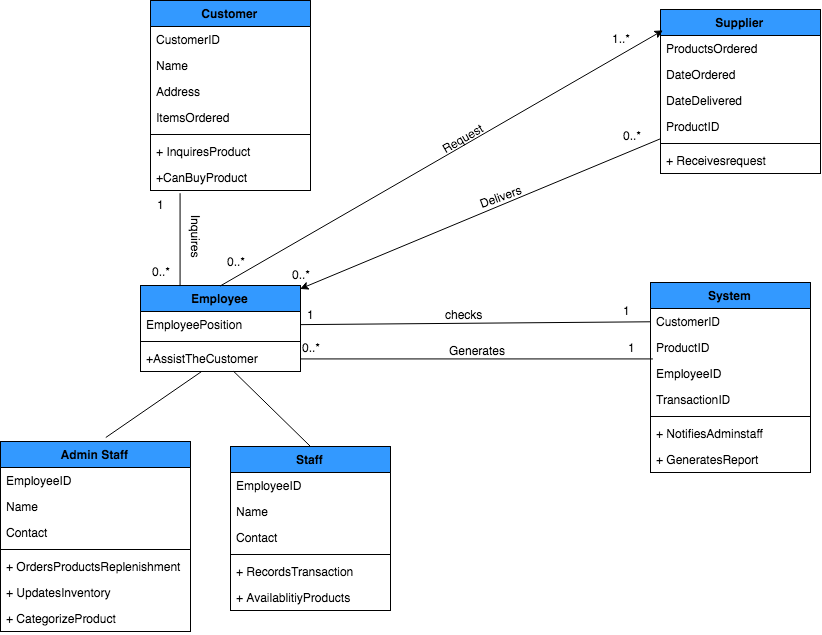 Customer
CustomerID
Name
Address
ItemsOrdered
+ InquiresProduct
+CanBuyProduct
Supplier
ProductsOrdered
DateOrdered
DateDelivered
ProductID
+ Receivesrequest
1..*
Request
0..*
Delivers
1
Inquires
0..*
0..*
0..*
Employee
EmployeePosition
+AssistTheCustomer
1
checks
1
0..*
Generates
1
System
CustomerID
ProductID
EmployeeID
TransactionID
+ NotifiesAdminstaff
+ GeneratesReport
Admin Staff
EmployeeID
Name
Contact
+ OrdersProductsReplenishment
+ UpdatesInventory
+ CategorizeProduct
Staff
EmployeeID
Name
Contact
+ RecordsTransaction
+ AvailablitiyProducts